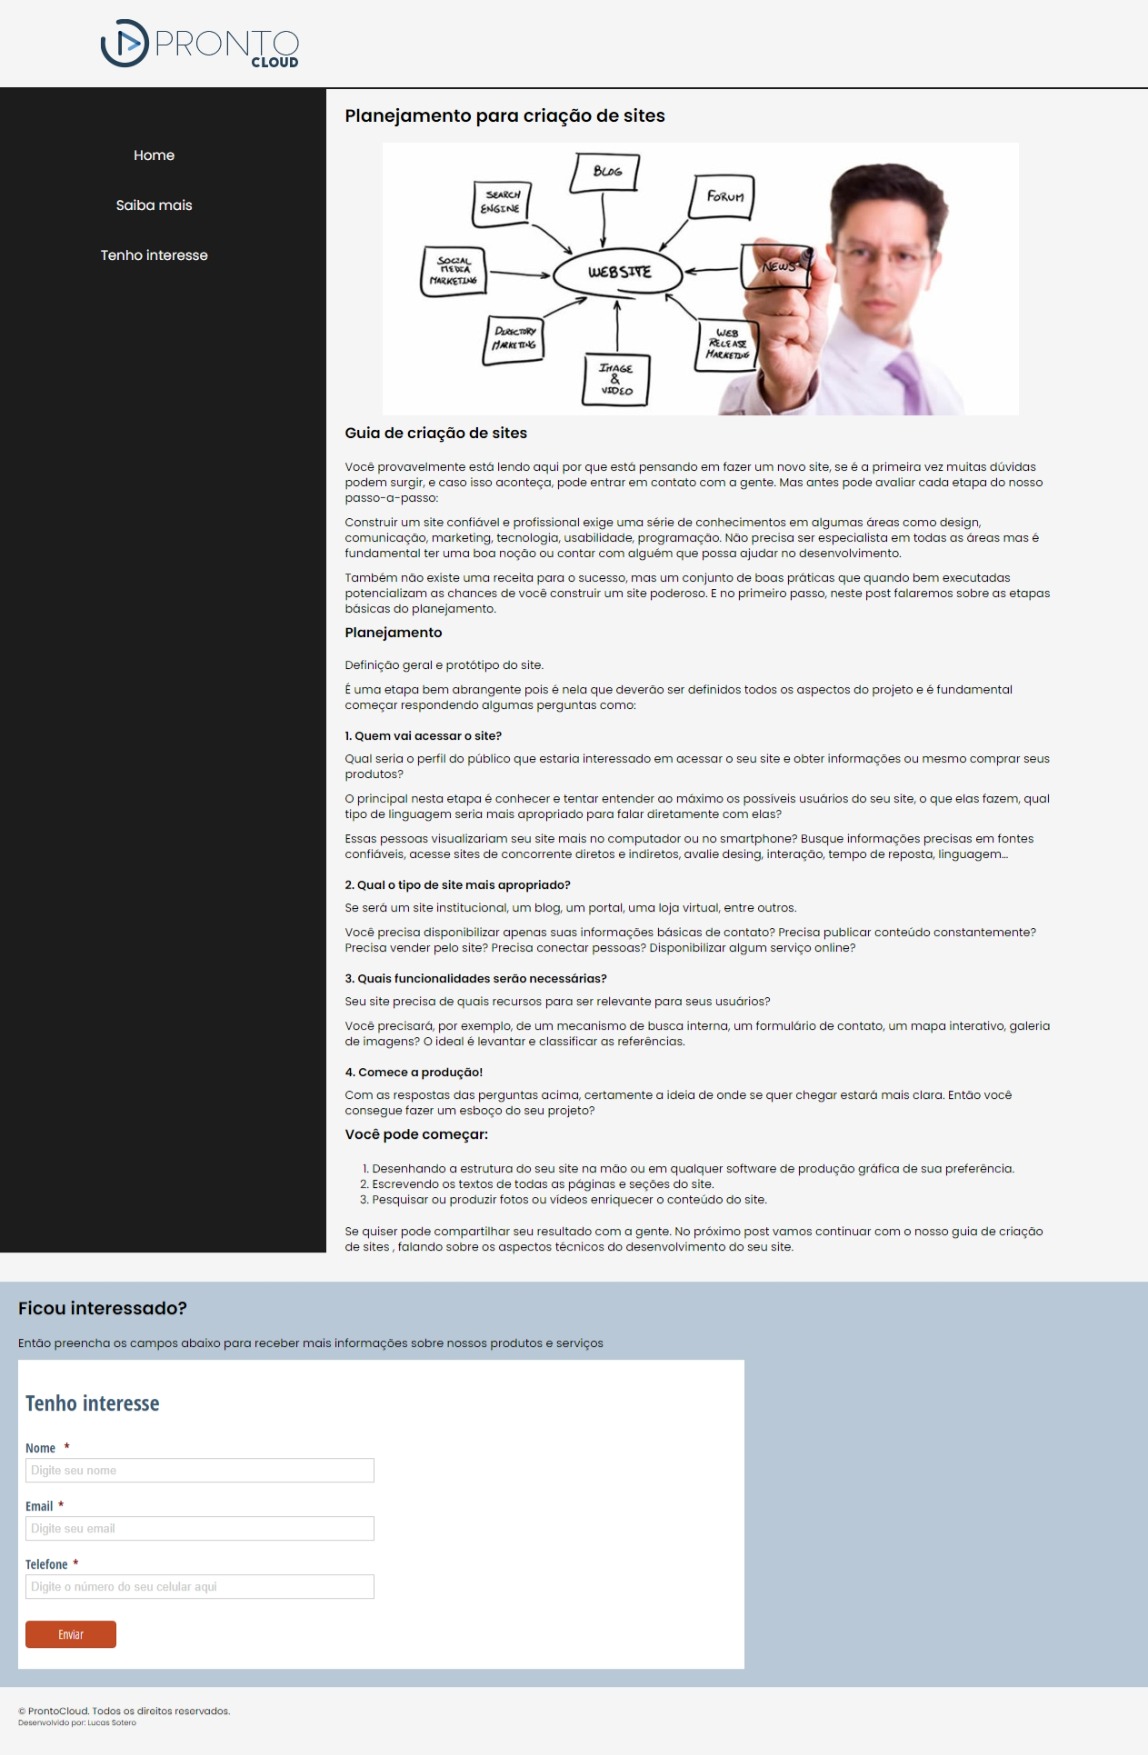 PRONTO
CLOUD
Home
Saiba mais
Tenho interesse
Planejamento para criação de sites
BLOG
SEARCH
ENGINE
FORUM
SOCIAL
MEDIA
MARKETING
WEBSITE
NEWS
DIRECTORY
MARKETING
WEB
RELEASE
MARKETING
IMAGE
&
VIDEO
Guia de criação de sites
Você provavelmente está lendo aqui por que está pensando em fazer um novo site, se é a primeira vez muitas dúvidas
podem surgir, e caso isso aconteça, pode entrar em contato com a gente. Mas antes pode avaliar cada etapa do nosso
passo-a-passo:
Construir um site confiável e profissional exige uma série de conhecimentos em algumas áreas como design,
comunicação, marketing, tecnologia, usabilidade, programação. Não precisa ser especialista em todas as áreas mas é
fundamental ter uma boa noção ou contar com alguém que possa ajudar no desenvolvimento.
Também não existe uma receita para o sucesso, mas um conjunto de boas práticas que quando bem executadas
potencializam as chances de você construir um site poderoso. E no primeiro passo, neste post falaremos sobre as etapas
básicas do planejamento.
Planejamento
Definição geral e protótipo do site.
É uma etapa bem abrangente pois é nela que deverão ser definidos todos os aspectos do projeto e é fundamental
começar respondendo algumas perguntas como:
1. Quem vai acessar o site?
Qual seria o perfil do público que estaria interessado em acessar o seu site e obter informações ou mesmo comprar seus
produtos?
O principal nesta etapa é conhecer e tentar entender ao máximo os possíveis usuários do seu site, o que elas fazem, qual
tipo de linguagem seria mais apropriado para falar diretamente com elas?
Essas pessoas visualizariam seu site mais no computador ou no smartphone? Busque informações precisas em fontes
confiáveis, acesse sites de concorrente diretos e indiretos, avalie desing, interação, tempo de reposta, linguagem...
2. Qual o tipo de site mais apropriado?
Se será um site institucional, um blog, um portal, uma loja virtual, entre outros.
Você precisa disponibilizar apenas suas informações básicas de contato? Precisa publicar conteúdo constantemente?
Precisa vender pelo site? Precisa conectar pessoas? Disponibilizar algum serviço online?
3. Quais funcionalidades serão necessárias?
Seu site precisa de quais recursos para ser relevante para seus usuários?
Você precisará, por exemplo, de um mecanismo de busca interna, um formulário de contato, um mapa interativo, galeria
de imagens? O ideal é levantar e classificar as referências.
4. Comece a produção!
Com as respostas das perguntas acima, certamente a ideia de onde se quer chegar estará mais clara. Então você
consegue fazer um esboço do seu projeto?
Você pode começar:
1. Desenhando a estrutura do seu site na mão ou em qualquer software de produção gráfica de sua preferência.
2. Escrevendo os textos de todas as páginas e seções do site.
3. Pesquisar ou produzir fotos ou vídeos enriquecer o conteúdo do site.
Se quiser pode compartilhar seu resultado com a gente. No próximo post vamos continuar com o nosso guia de criação
de sites , falando sobre os aspectos técnicos do desenvolvimento do seu site.
Ficou interessado?
Então preencha os campos abaixo para receber mais informações sobre nossos produtos e serviços
Tenho interesse
Nome *
Digite seu nome
Email *
Digite seu email
Telefone *
Digite o número do seu celular aqui
Enviar
© ProntoCloud. Todos os direitos reservados.
Desenvolvido por: Lucas Sotero